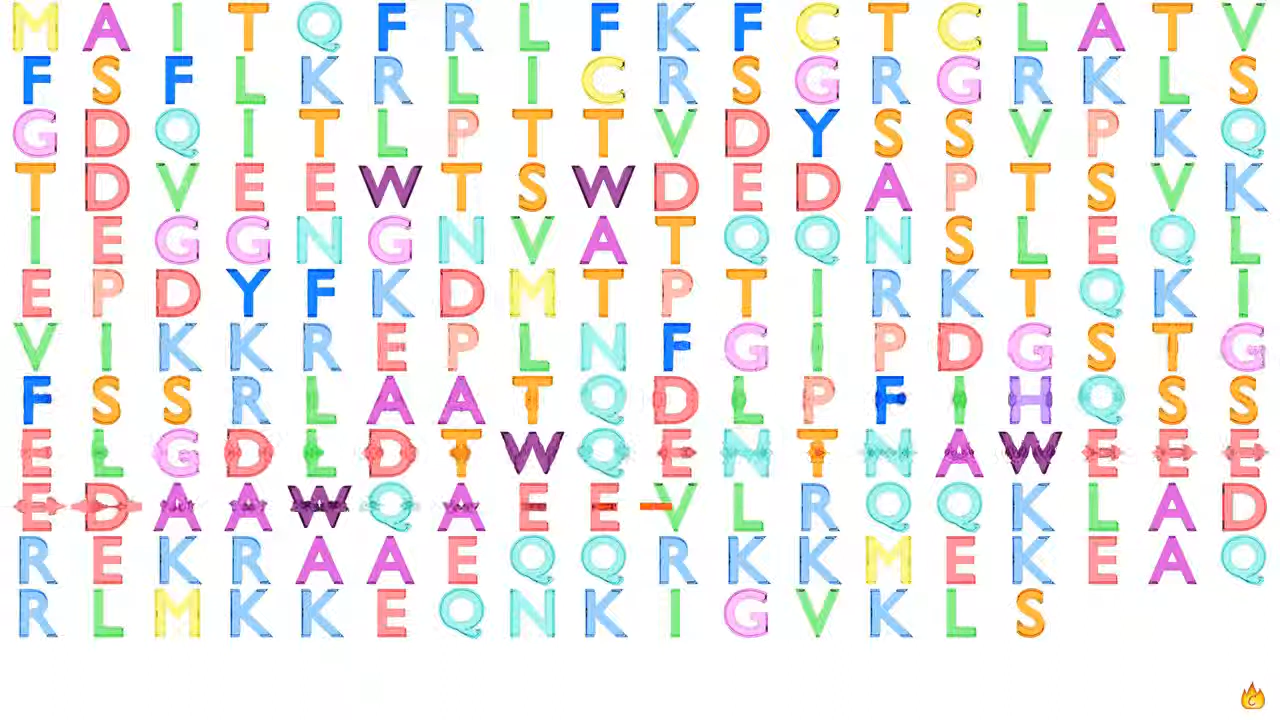 M A I T Q F R L F K F C T C L A T V
F S F L K R L I C R S G R G R K L S
G D Q I T L P T T V D Y S S V P K Q
T D V E E W T S W D E D A P T S V K
I E G G N G N V A T Q Q N S L E Q L
E P D Y F K D M T P T I R K T Q K I
V I K K R E P L N F G I P D G S T G
F S S R L A A T Q D L P F I H Q S S
E L G D L D T W Q E N T N A W E E E
E D A A W Q A E E V L R Q Q K L A D
R E K R A A E Q Q R K K M E K E A Q
R L M K K E Q N K I G V K L S